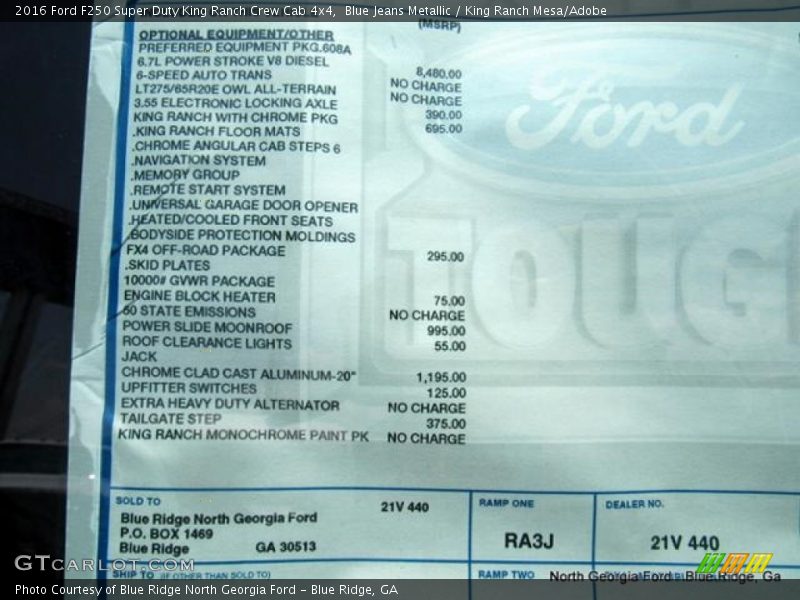 2016 Ford F250 Super Duty King Ranch Crew Cab 4x4, Blue Jeans Metallic / King Ranch Mesa/Adobe
OPTIONAL EQUIPMENT/OTHER (MSRP)
PREFERRED EQUIPMENT PKG.608A
6.7L POWER STROKE V8 DIESEL 8,480.00
6-SPEED AUTO TRANS NO CHARGE
LT275/65R20E OWL ALL-TERRAIN NO CHARGE
3.55 ELECTRONIC LOCKING AXLE 390.00
KING RANCH WITH CHROME PKG 695.00
.KING RANCH FLOOR MATS
.CHROME ANGULAR CAB STEPS 6
.NAVIGATION SYSTEM
.MEMORY GROUP
.REMOTE START SYSTEM
.UNIVERSAL GARAGE DOOR OPENER
.HEATED/COOLED FRONT SEATS
.BODYSIDE PROTECTION MOLDINGS
FX4 OFF-ROAD PACKAGE 295.00
.SKID PLATES
10000# GVWR PACKAGE
ENGINE BLOCK HEATER 75.00
50 STATE EMISSIONS NO CHARGE
POWER SLIDE MOONROOF 995.00
ROOF CLEARANCE LIGHTS 55.00
JACK
CHROME CLAD CAST ALUMINUM-20" 1,195.00
UPFITTER SWITCHES 125.00
EXTRA HEAVY DUTY ALTERNATOR NO CHARGE
TAILGATE STEP 375.00
KING RANCH MONOCHROME PAINT PK NO CHARGE
Ford
TOUGH
SOLD TO 21V 440
Blue Ridge North Georgia Ford
P.O. BOX 1469
Blue Ridge GA 30513
RAMP ONE
RA3J
DEALER NO.
21V 440
SHIP TO (IF OTHER THAN SOLD TO)
RAMP TWO
North Georgia Ford - Blue Ridge, Ga
GTCARLOT.COM
Photo Courtesy of Blue Ridge North Georgia Ford - Blue Ridge, GA